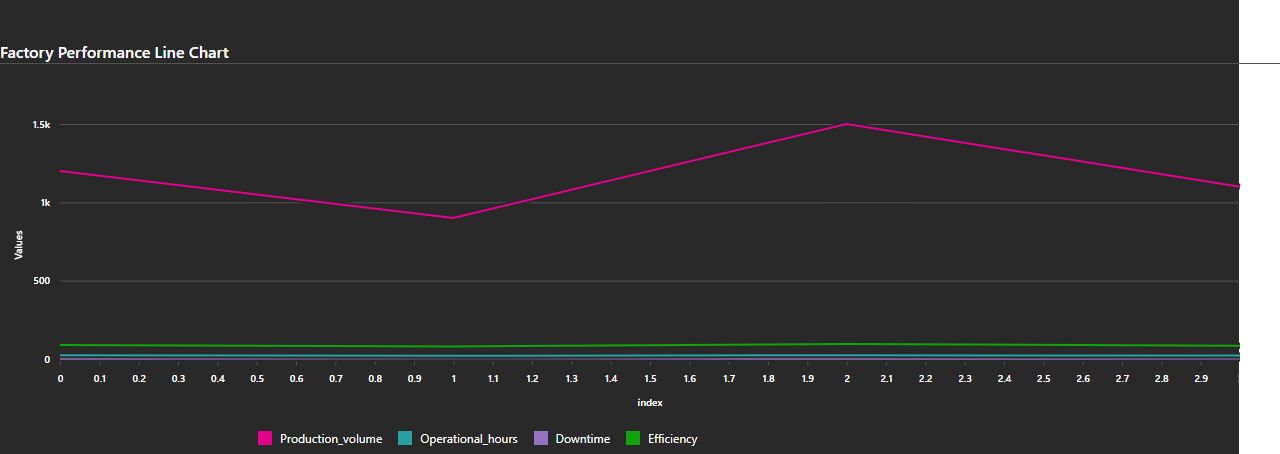 Factory Performance Line Chart
1.5k
1k
500
0
Values
0 0.1 0.2 0.3 0.4 0.5 0.6 0.7 0.8 0.9 1 1.1 1.2 1.3 1.4 1.5 1.6 1.7 1.8 1.9 2 2.1 2.2 2.3 2.4 2.5 2.6 2.7 2.8 2.9
index
Production_volume Operational_hours Downtime Efficiency